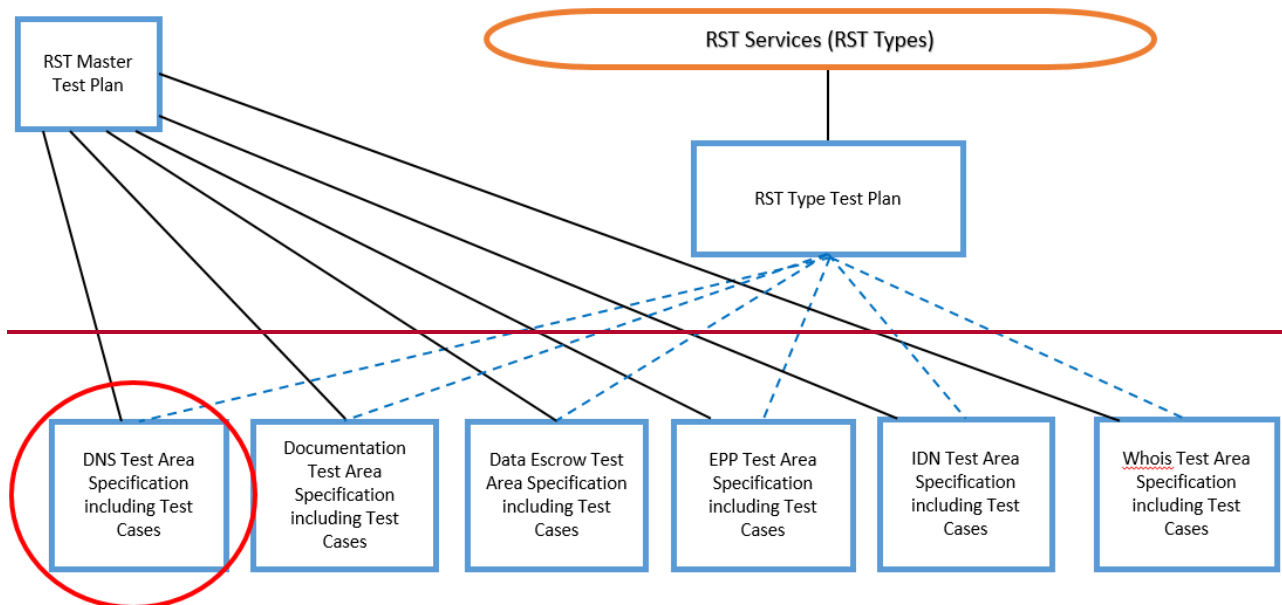 RST Master
Test Plan
RST Services (RST Types)
RST Type Test Plan
DNS Test Area
Specification
including Test
Cases
Documentation
Test Area
Specification
including Test
Cases
Data Escrow Test
Area Specification
including Test
Cases
EPP Test Area
Specification
including Test
Cases
IDN Test Area
Specification
including Test
Cases
Whois Test Area
Specification
including Test
Cases